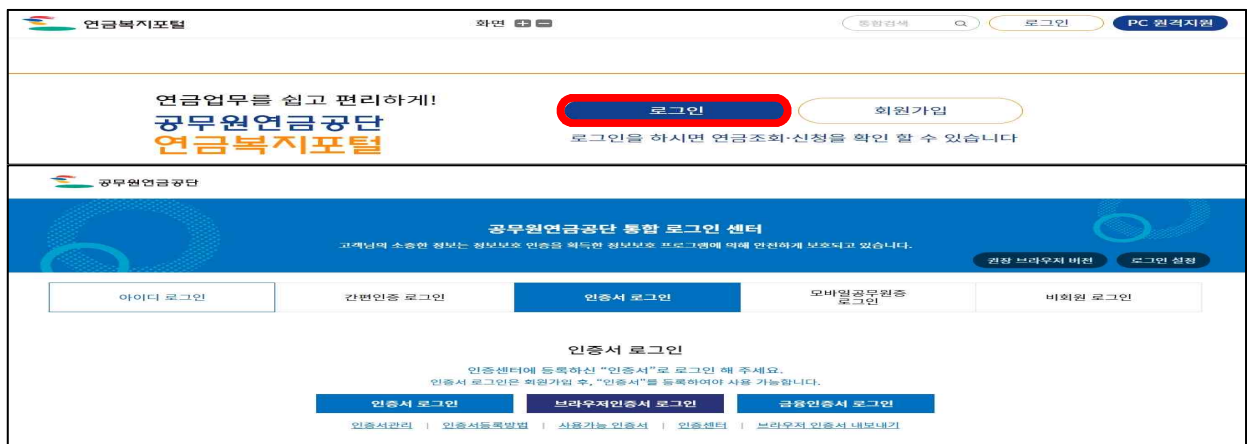 연금복지포털 화면 통합검색 로그인 PC 원격지원
연금업무를 쉽고 편리하게!
공무원연금공단
연금복지포털
로그인 회원가입
로그인을 하시면 연금조회·신청을 확인 할 수 있습니다
공무원연금공단
공무원연금공단 통합 로그인 센터
고객님의 소중한 정보는 정보보호 인증을 획득한 정보보호 프로그램에 의해 안전하게 보호되고 있습니다.
권장 브라우저 버전 로그인 설정
아이디 로그인 간편인증 로그인 인증서 로그인 모바일공무원증 비회원 로그인
로그인
인증서 로그인
인증센터에 등록하신 “인증서”로 로그인 해 주세요.
인증서 로그인은 회원가입 후, “인증서”를 등록하여야 사용 가능합니다.
인증서 로그인 브라우저인증서 로그인 금융인증서 로그인
인증서관리 | 인증서등록방법 | 사용가능 인증서 | 인증센터 | 브라우저 인증서 내보내기